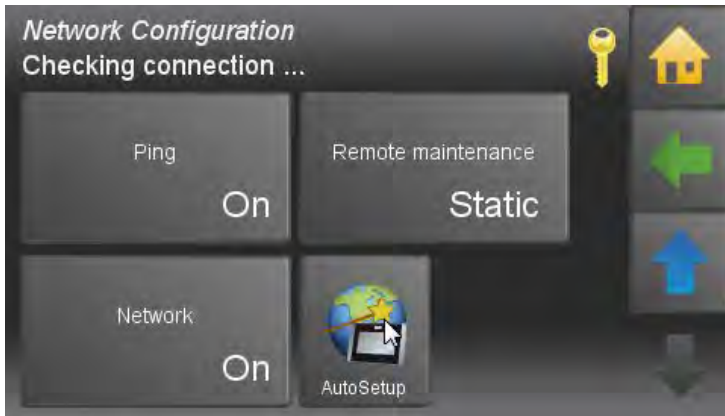 Network Configuration
Checking connection ...
Ping
On
Remote maintenance
Static
Network
On
AutoSetup